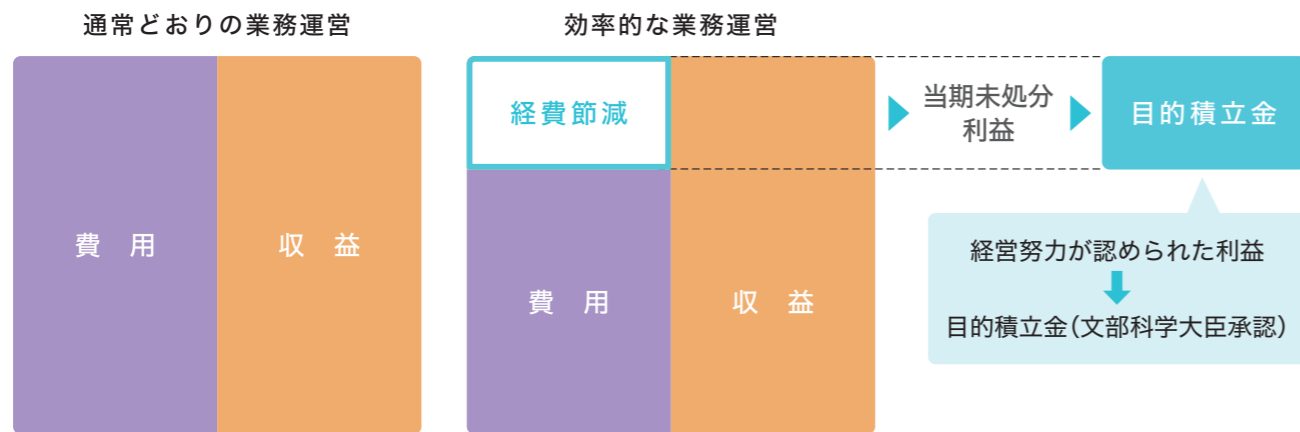 通常どおりの業務運営
効率的な業務運営
費 用
収 益
経費節減
費 用
収 益
当期未処分
利益
目的積立金
経営努力が認められた利益
目的積立金(文部科学大臣承認)